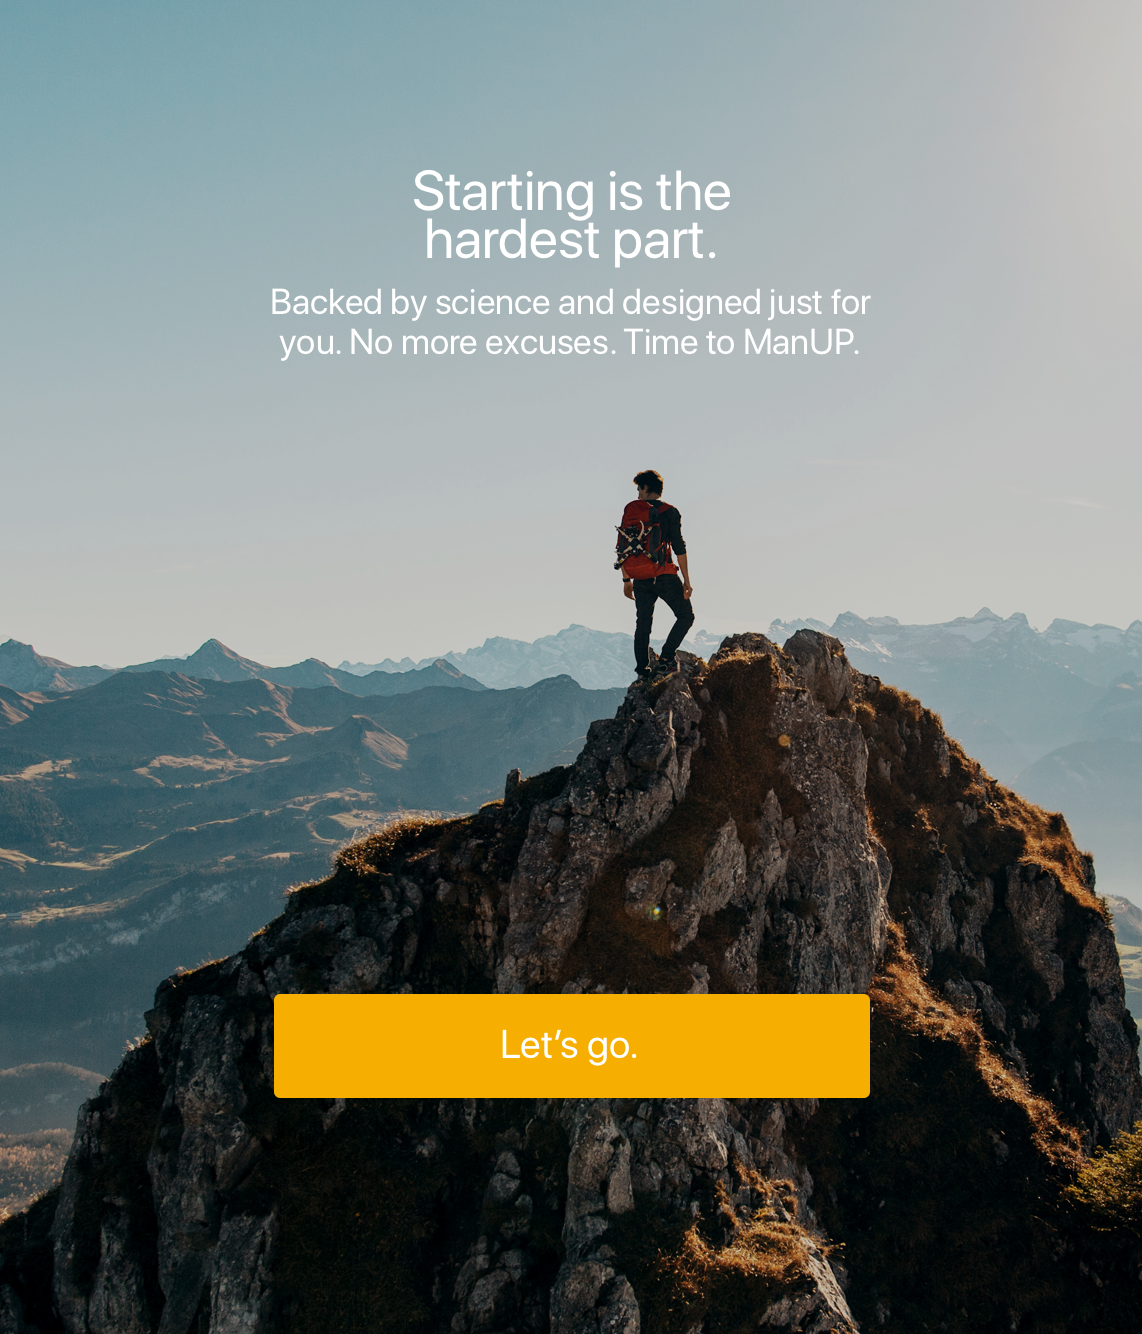 Starting is the
hardest part.
Backed by science and designed just for
you. No more excuses. Time to ManUP.
Let’s go.